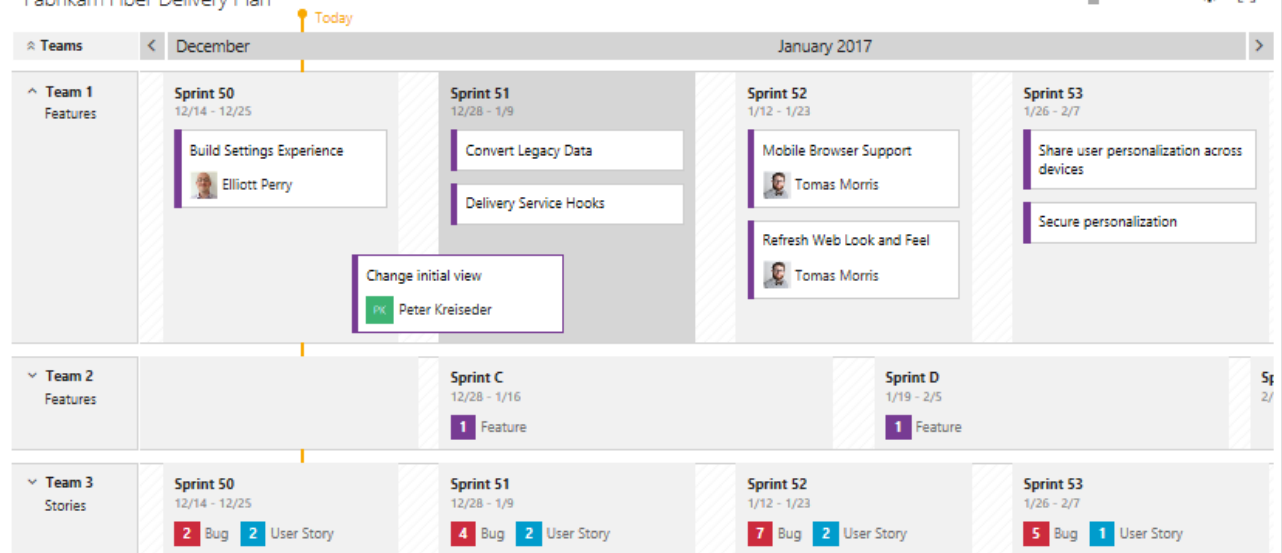 Fabrikam Fiber Delivery Plan
Today
Teams
December
January 2017
Team 1
Features
Sprint 50
12/14 - 12/25
Build Settings Experience
Elliott Perry
Sprint 51
12/28 - 1/9
Convert Legacy Data
Delivery Service Hooks
Change initial view
PK Peter Kreiseder
Sprint 52
1/12 - 1/23
Mobile Browser Support
Tomas Morris
Refresh Web Look and Feel
Tomas Morris
Sprint 53
1/26 - 2/7
Share user personalization across
devices
Secure personalization
Team 2
Features
Sprint C
12/28 - 1/16
1 Feature
Sprint D
1/19 - 2/5
1 Feature
Team 3
Stories
Sprint 50
12/14 - 12/25
2 Bug 2 User Story
Sprint 51
12/28 - 1/9
4 Bug 2 User Story
Sprint 52
1/12 - 1/23
7 Bug 2 User Story
Sprint 53
1/26 - 2/7
5 Bug 1 User Story